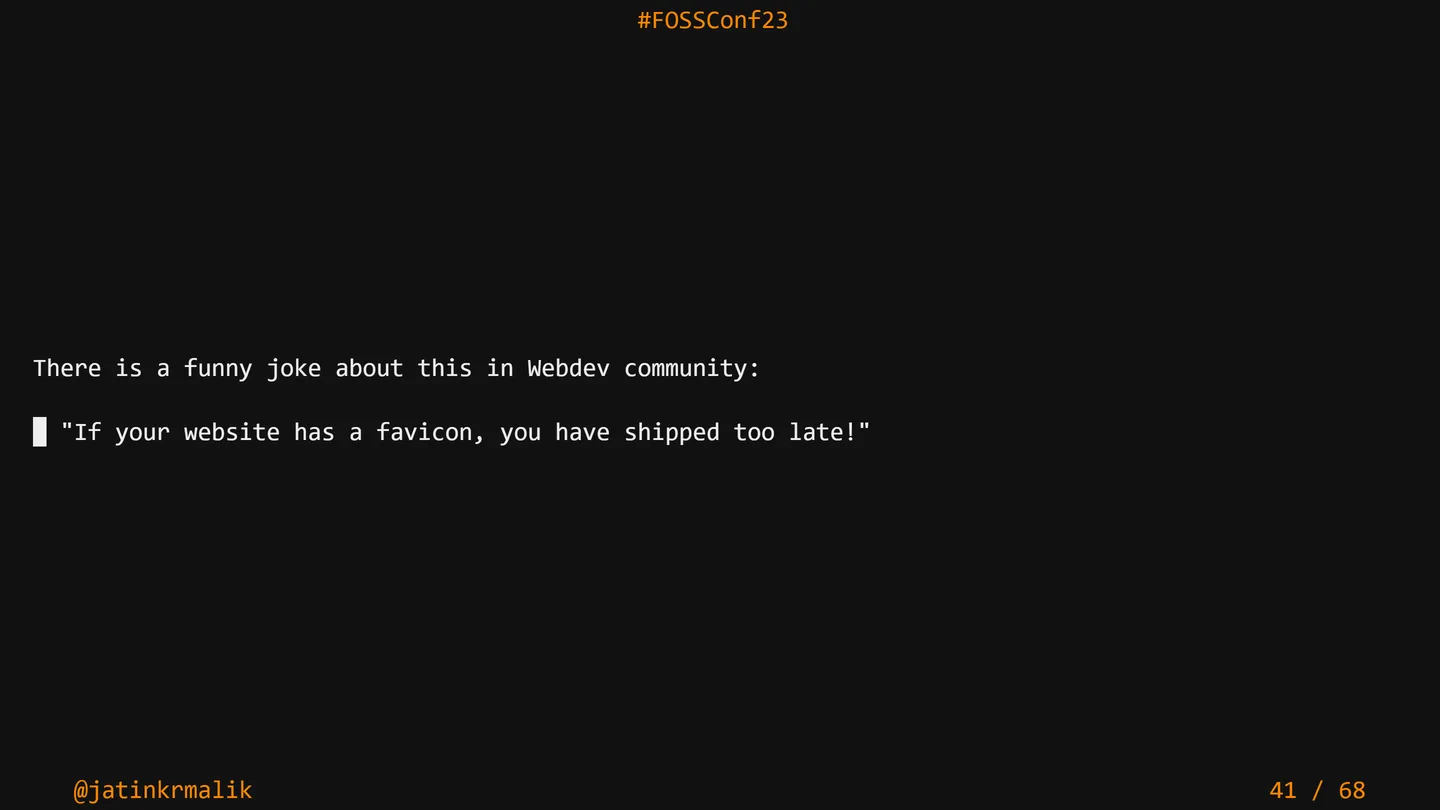 #FOSSConf23
There is a funny joke about this in Webdev community:
"If your website has a favicon, you have shipped too late!"
@jatinkrmalik
41 / 68